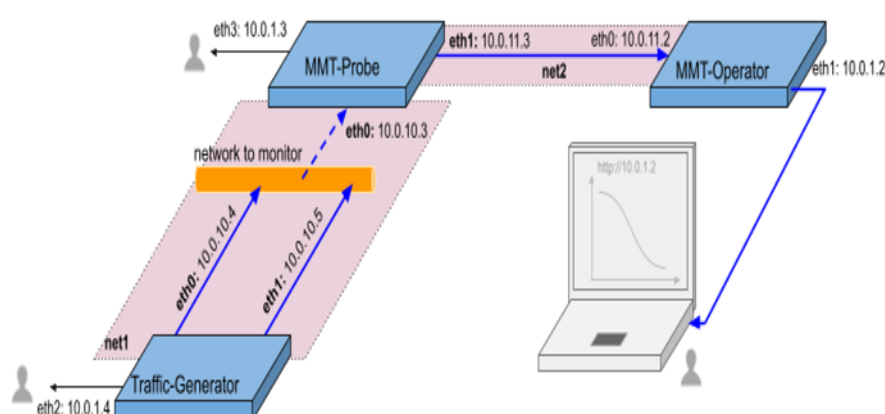 eth3: 10.0.1.3
MMT-Probe
eth1: 10.0.11.3
eth0: 10.0.11.2
net2
MMT-Operator
eth1: 10.0.1.2
eth0: 10.0.10.3
network to monitor
http://10.0.1.2
eth0: 10.0.10.4
eth1: 10.0.10.5
net1
Traffic-Generator
eth2: 10.0.1.4